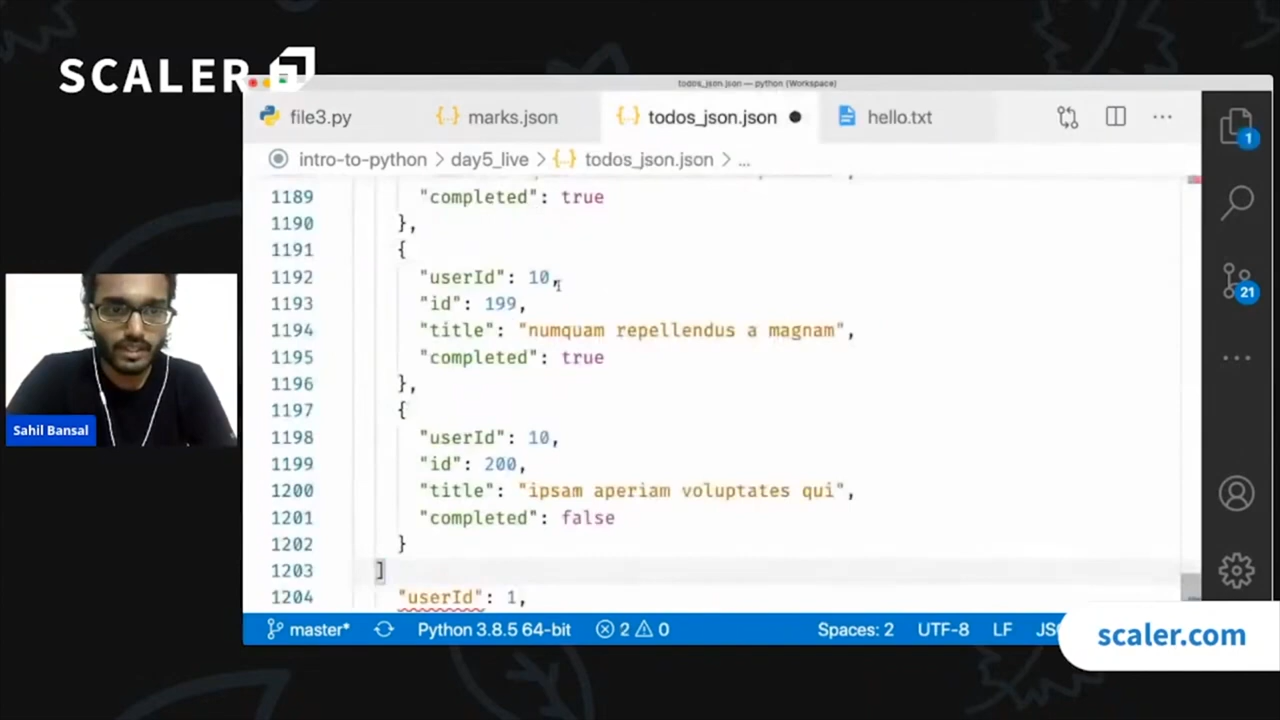 SCALER
todos_json.json — python (Workspace)
file3.py
marks.json
todos_json.json
hello.txt
intro-to-python > day5_live > todos_json.json > ...
1189 "completed": true
1190 },
1191 {
1192 "userId": 10,
1193 "id": 199,
1194 "title": "numquam repellendus a magnam",
1195 "completed": true
1196 },
1197 {
1198 "userId": 10,
1199 "id": 200,
1200 "title": "ipsam aperiam voluptates qui",
1201 "completed": false
1202 }
1203 ]
1204 "userId": 1,
1
21
Sahil Bansal
master* Python 3.8.5 64-bit 2 0 Spaces: 2 UTF-8 LF
scaler.com